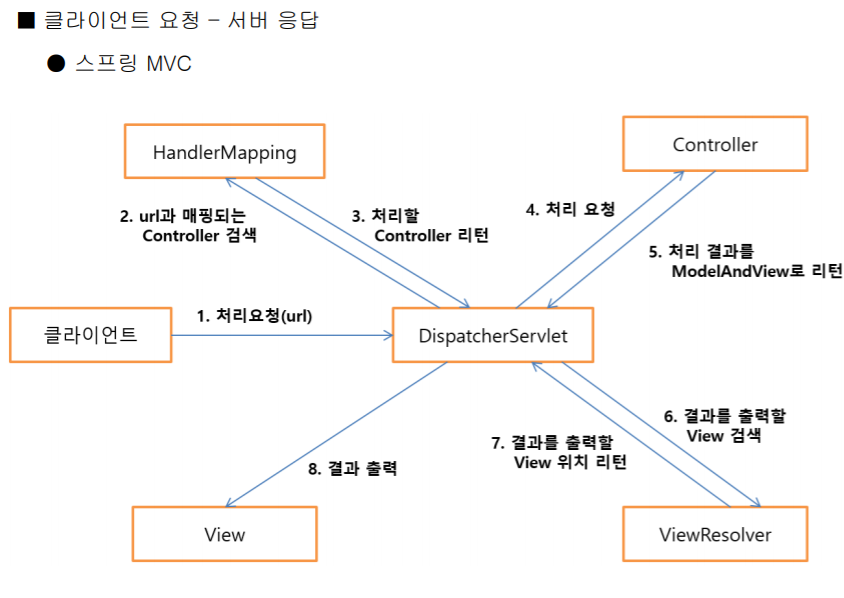 ■ 클라이언트 요청 – 서버 응답
● 스프링 MVC
HandlerMapping
Controller
2. url과 매핑되는
Controller 검색
3. 처리할
Controller 리턴
4. 처리 요청
5. 처리 결과를
ModelAndView로 리턴
1. 처리요청(url)
클라이언트
DispatcherServlet
6. 결과를 출력할
View 검색
7. 결과를 출력할
View 위치 리턴
8. 결과 출력
View
ViewResolver